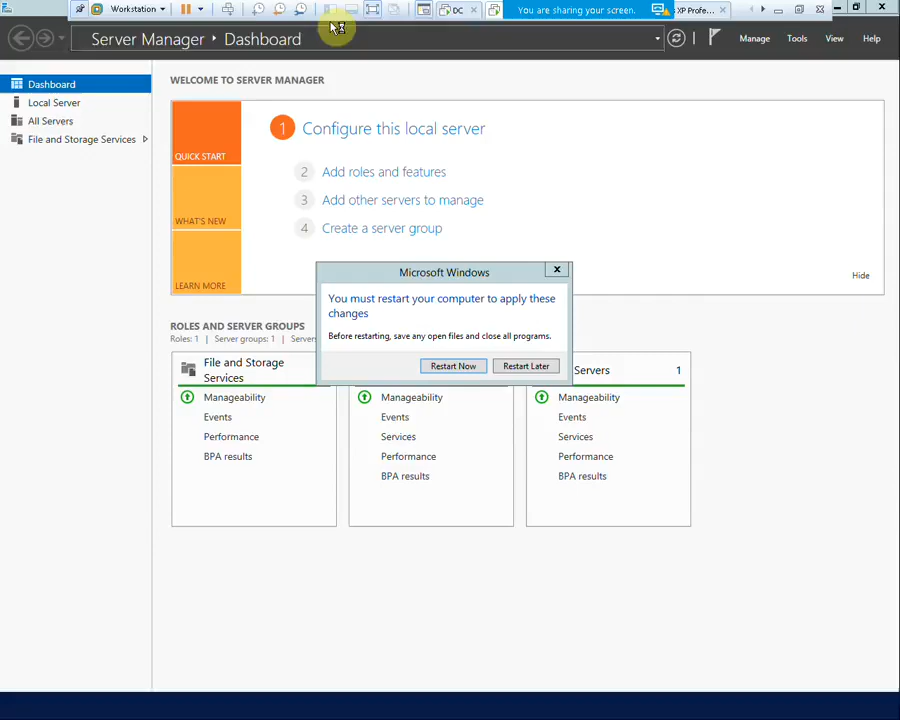 Workstation
DC
You are sharing your screen.
XP Profe...
Server Manager
Dashboard
Manage
Tools
View
Help
Dashboard
Local Server
All Servers
File and Storage Services
WELCOME TO SERVER MANAGER
QUICK START
WHAT'S NEW
LEARN MORE
1 Configure this local server
2 Add roles and features
3 Add other servers to manage
4 Create a server group
Hide
Microsoft Windows
x
You must restart your computer to apply these
changes
Before restarting, save any open files and close all programs.
Restart Now
Restart Later
ROLES AND SERVER GROUPS
Roles: 1 | Server groups: 1 | Servers
File and Storage
Services
Manageability
Events
Performance
BPA results
Manageability
Events
Services
Performance
BPA results
Servers 1
Manageability
Events
Services
Performance
BPA results